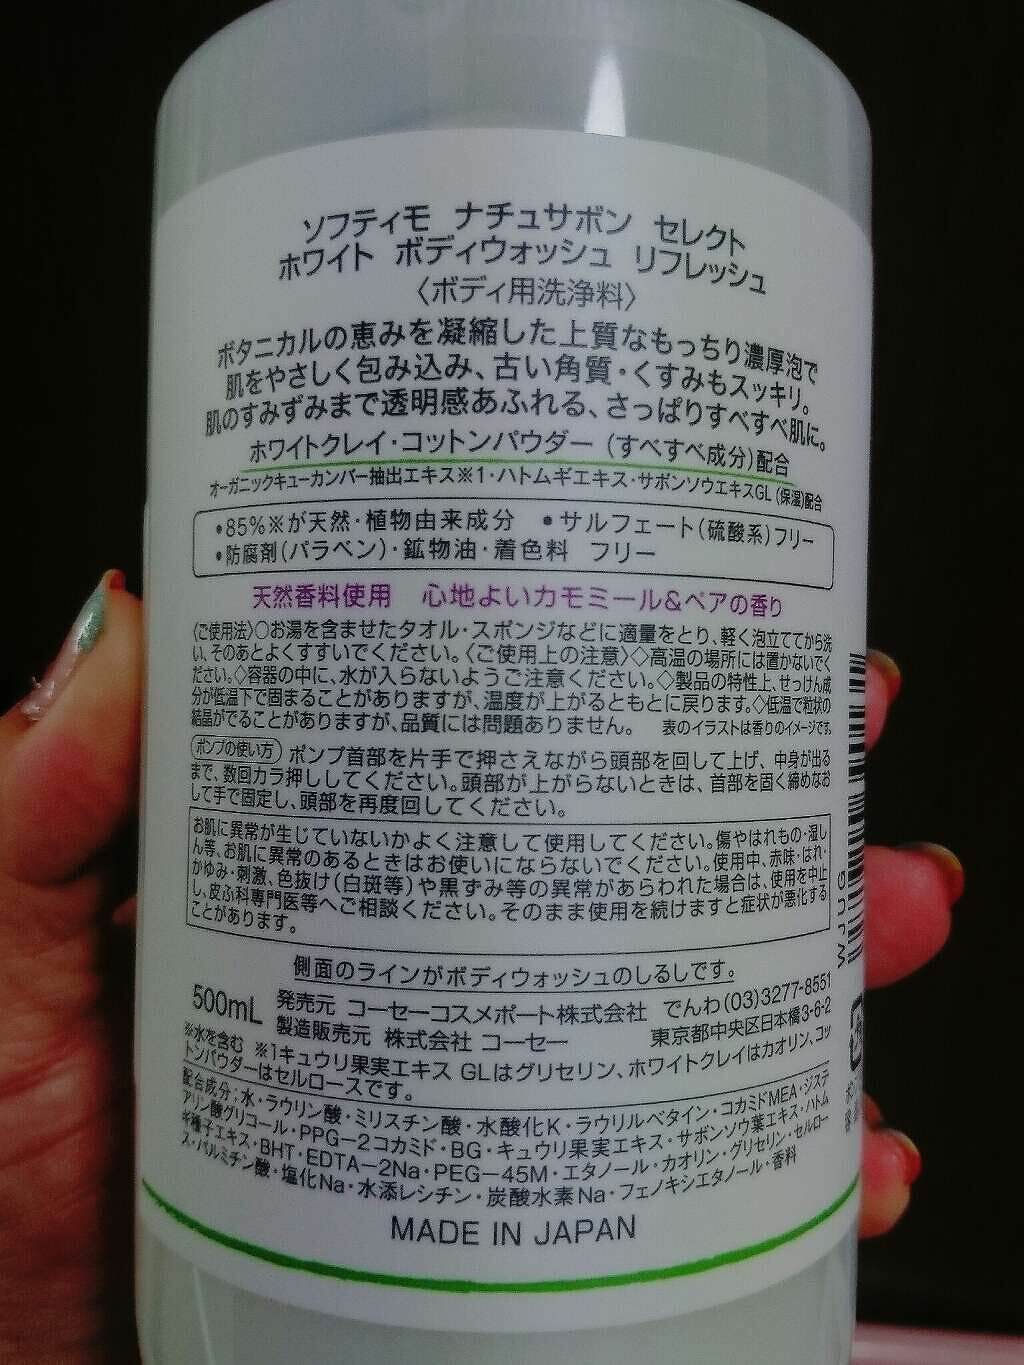 ソフティモ ナチュサボン セレクト
ホワイト ボディウォッシュ リフレッシュ
〈ボディ用洗浄料〉
ボタニカルの恵みを凝縮した上質なもっちり濃厚泡で
肌をやさしく包み込み、古い角質・くすみもスッキリ。
肌のすみずみまで透明感あふれる、さっぱりすべすべ肌に。
ホワイトクレイ・コットンパウダー（すべすべ成分）配合
オーガニックキューカンバー抽出エキス※1・ハトムギエキス・サボンソウエキスGL（保湿）配合
•85%※が天然・植物由来成分 •サルフェート（硫酸系）フリー
•防腐剤（パラベン）・鉱物油・着色料 フリー
天然香料使用 心地よいカモミール&ペアの香り
〈ご使用法〉○お湯を含ませたタオル・スポンジなどに適量をとり、軽く泡立ててから洗
い、そのあとよくすすいでください。〈ご使用上の注意〉◇高温の場所には置かないでく
ださい。◇容器の中に、水が入らないようご注意ください。◇製品の特性上、せっけん成
分が低温下で固まることがありますが、温度が上がるともとに戻ります。◇低温で粒状の
結晶がでることがありますが、品質には問題ありません。 表のイラストは香りのイメージです。
ポンプの使い方 ポンプ首部を片手で押さえながら頭部を回して上げ、中身が出る
まで、数回カラ押ししてください。頭部が上がらないときは、首部を固く締めなお
して手で固定し、頭部を再度回してください。
お肌に異常が生じていないかよく注意して使用してください。傷やはれもの・湿し
ん等、お肌に異常のあるときはお使いにならないでください。使用中、赤味・はれ・
かゆみ・刺激、色抜け（白斑等）や黒ずみ等の異常があらわれた場合は、使用を中止
し、皮ふ科専門医等へご相談ください。そのまま使用を続けますと症状が悪化する
ことがあります。
側面のラインがボディウォッシュのしるしです。
500mL 発売元 コーセーコスメポート株式会社 でんわ(03)3277-8551
製造販売元 株式会社 コーセー 東京都中央区日本橋3-6-2
※水を含む ※1キュウリ果実エキス GLはグリセリン、ホワイトクレイはカオリン、コッ
トンパウダーはセルロースです。
配合成分；水・ラウリン酸・ミリスチン酸・水酸化K・ラウリルベタイン・コカミドMEA・ジステ
アリン酸グリコール・PPG-2コカミド・BG・キュウリ果実エキス・サボンソウ葉エキス・ハトム
ギ種子エキス・BHT・EDTA-2Na・PEG-45M・エタノール・カオリン・グリセリン・セルロー
ス・パルミチン酸・塩化Na・水添レシチン・炭酸水素Na・フェノキシエタノール・香料
MADE IN JAPAN
WJUG